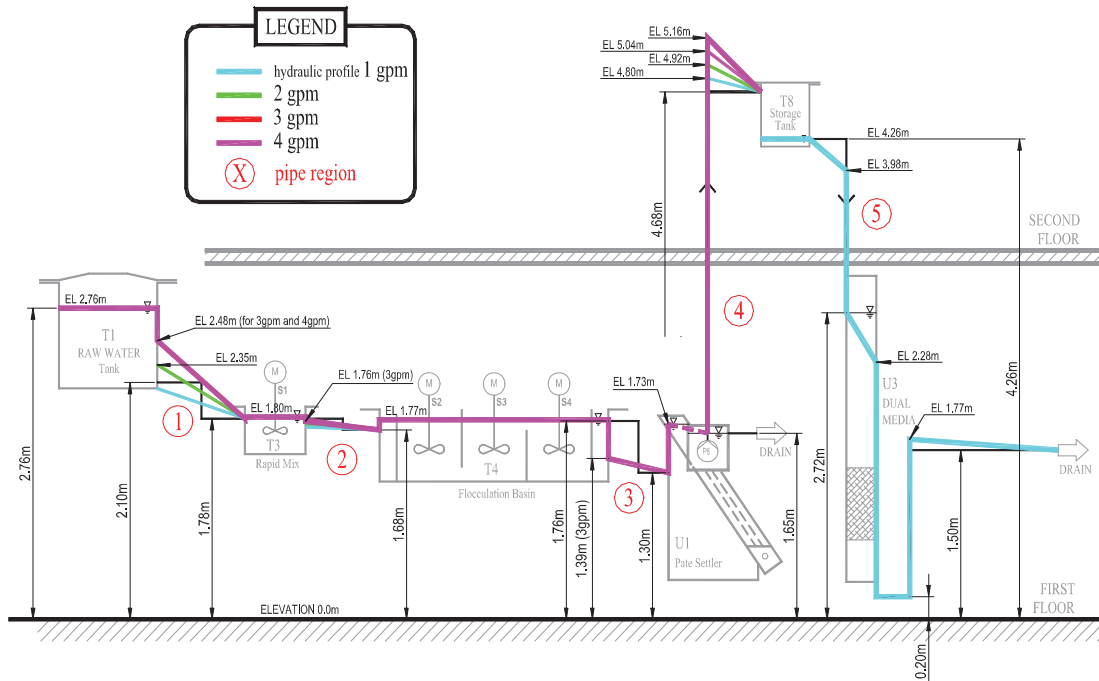 LEGEND
hydraulic profile 1 gpm
2 gpm
3 gpm
4 gpm
X pipe region
EL 5.16m
EL 5.04m
EL 4.92m
EL 4.80m
T8
Storage
Tank
EL 4.26m
EL 3.98m
4.68m
5
SECOND
FLOOR
EL 2.76m
EL 2.48m (for 3gpm and 4gpm)
T1
RAW WATER
Tank
EL 2.35m
M
S1
EL 1.76m (3gpm)
M
S2
M
S3
M
S4
EL 1.73m
4
EL 2.28m
U3
DUAL
MEDIA
EL 1.77m
4.26m
EL 1.80m
EL 1.77m
1
T3
Rapid Mix
2
T4
Flocculation Basin
3
P8
DRAIN
DRAIN
U1
Pate Settler
2.76m
2.10m
1.78m
1.68m
1.76m
1.39m (3gpm)
1.30m
1.65m
2.72m
1.50m
ELEVATION 0.0m
FIRST
FLOOR
0.20m